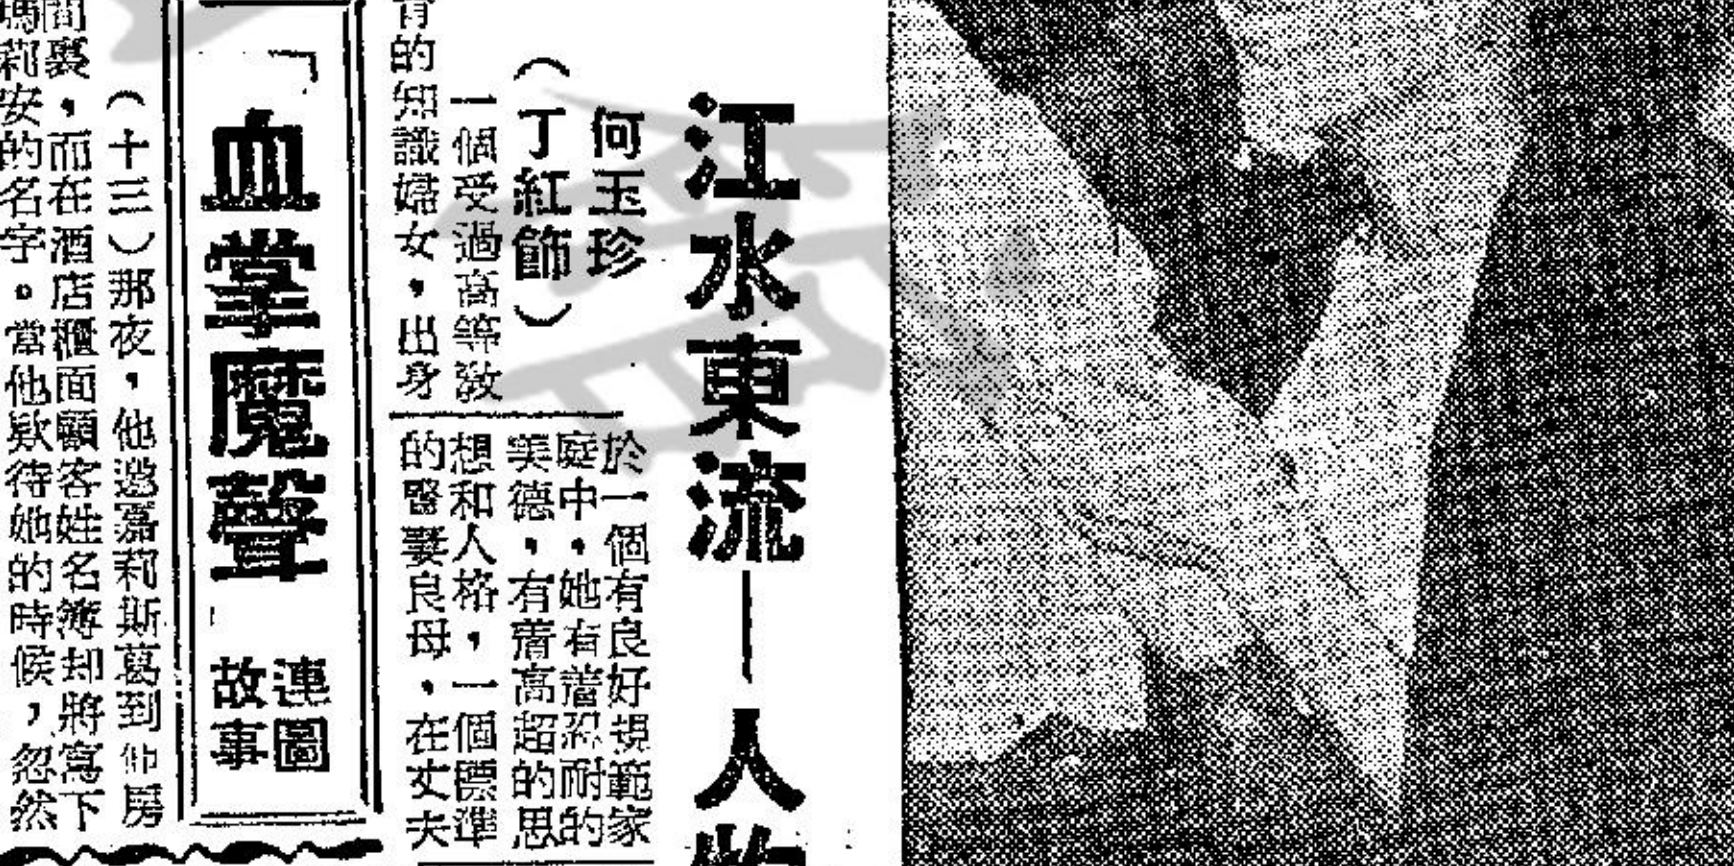 江水東流——人物
何玉珍
（丁紅飾）
一個受過高等教
育的知識婦女，出身
於一個有良好規範家
庭中，她有着忍耐的
美德，有着高超的思
想和人格，一個標準
的賢妻良母，在丈夫
「血掌魔聲
連圖
故事
（十三）那夜，他邀嘉莉斯葛到他房
間裏，而在酒店櫃面顧客姓名簿却將寫下
瑪莉安的名字。當他欵待她的時候，忽然